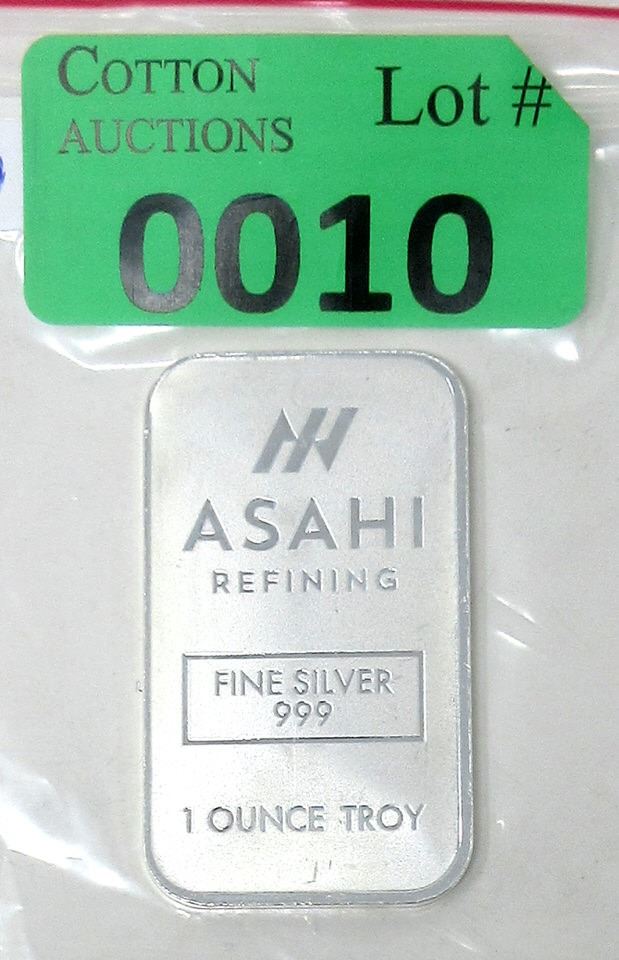 COTTON
AUCTIONS
Lot #
0010
ASAHI
REFINING
FINE SILVER
999
1 OUNCE TROY